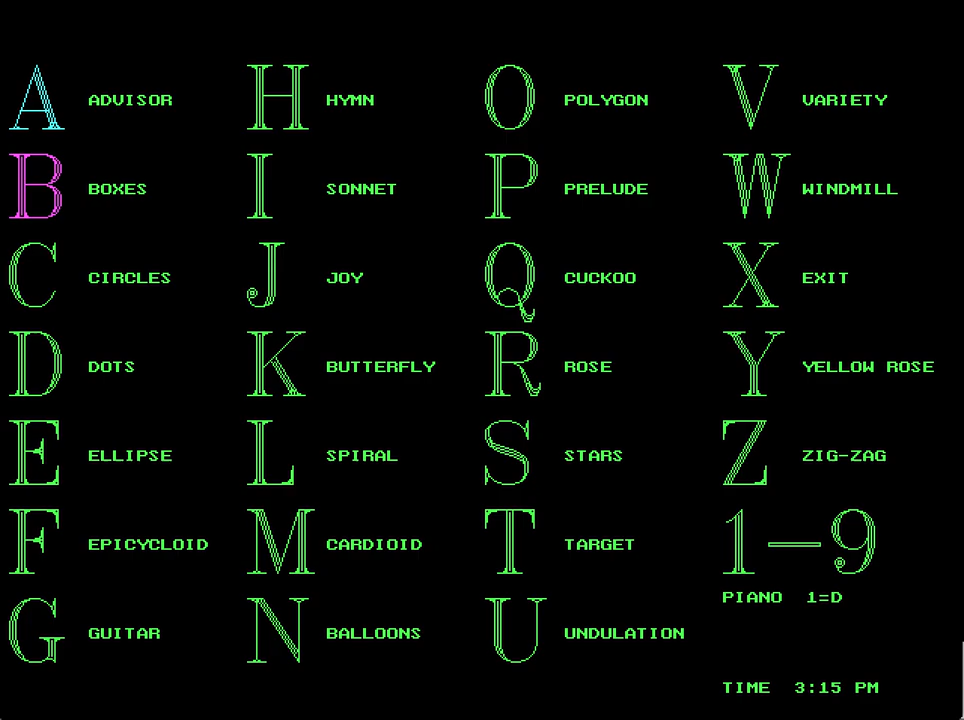 A ADVISOR
B BOXES
C CIRCLES
D DOTS
E ELLIPSE
F EPICYCLOID
G GUITAR
H HYMN
I SONNET
J JOY
K BUTTERFLY
L SPIRAL
M CARDIOID
N BALLOONS
O POLYGON
P PRELUDE
Q CUCKOO
R ROSE
S STARS
T TARGET
U UNDULATION
V VARIETY
W WINDMILL
X EXIT
Y YELLOW ROSE
Z ZIG-ZAG
1—9
PIANO 1=D
TIME 3:15 PM